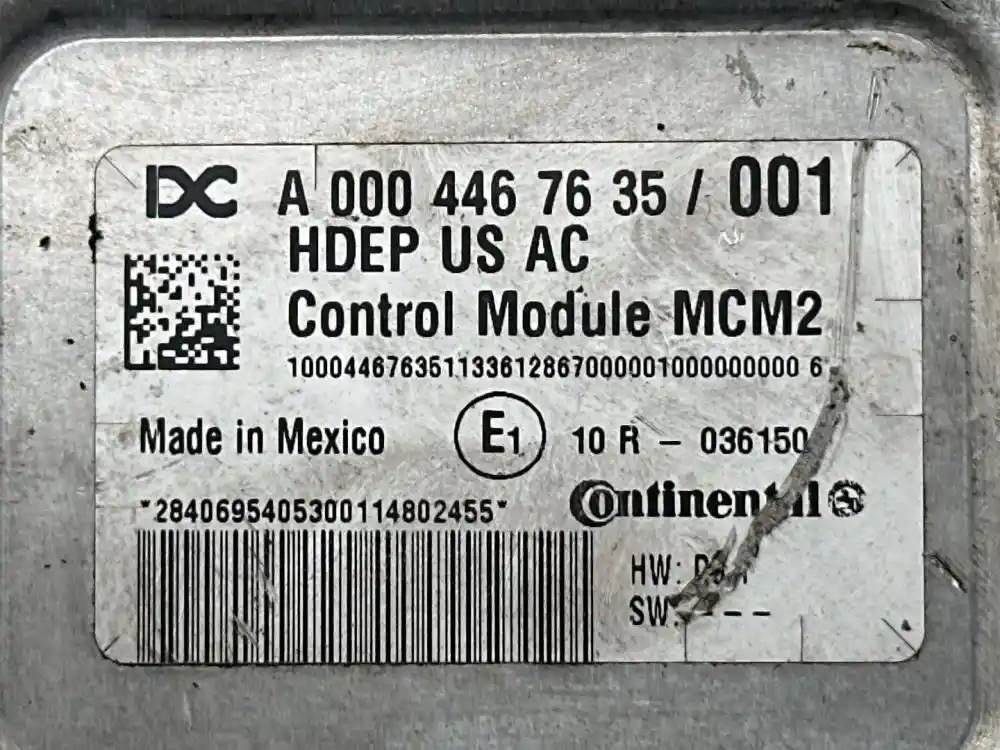 DC A 000 446 76 35 / 001
HDEP US AC
Control Module MCM2
10004467635113361286700000100000000 6
Made in Mexico E1 10 R - 036150
*2840695405300114802455*
Continental
HW:
SW: - -